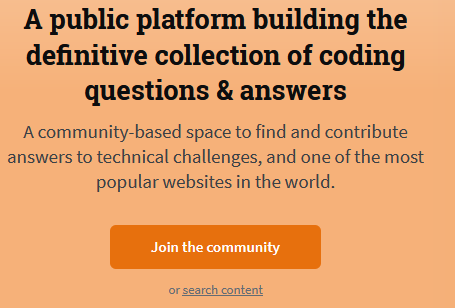 A public platform building the
definitive collection of coding
questions & answers
A community-based space to find and contribute
answers to technical challenges, and one of the most
popular websites in the world.
Join the community
or search content